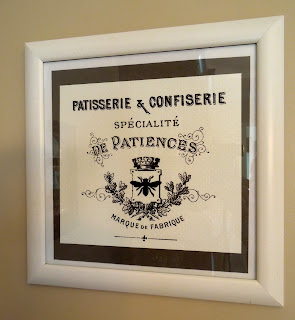 PATISSERIE & CONFISERIE
SPÉCIALITÉ
DE PATIENCES
MARQUE DE FABRIQUE